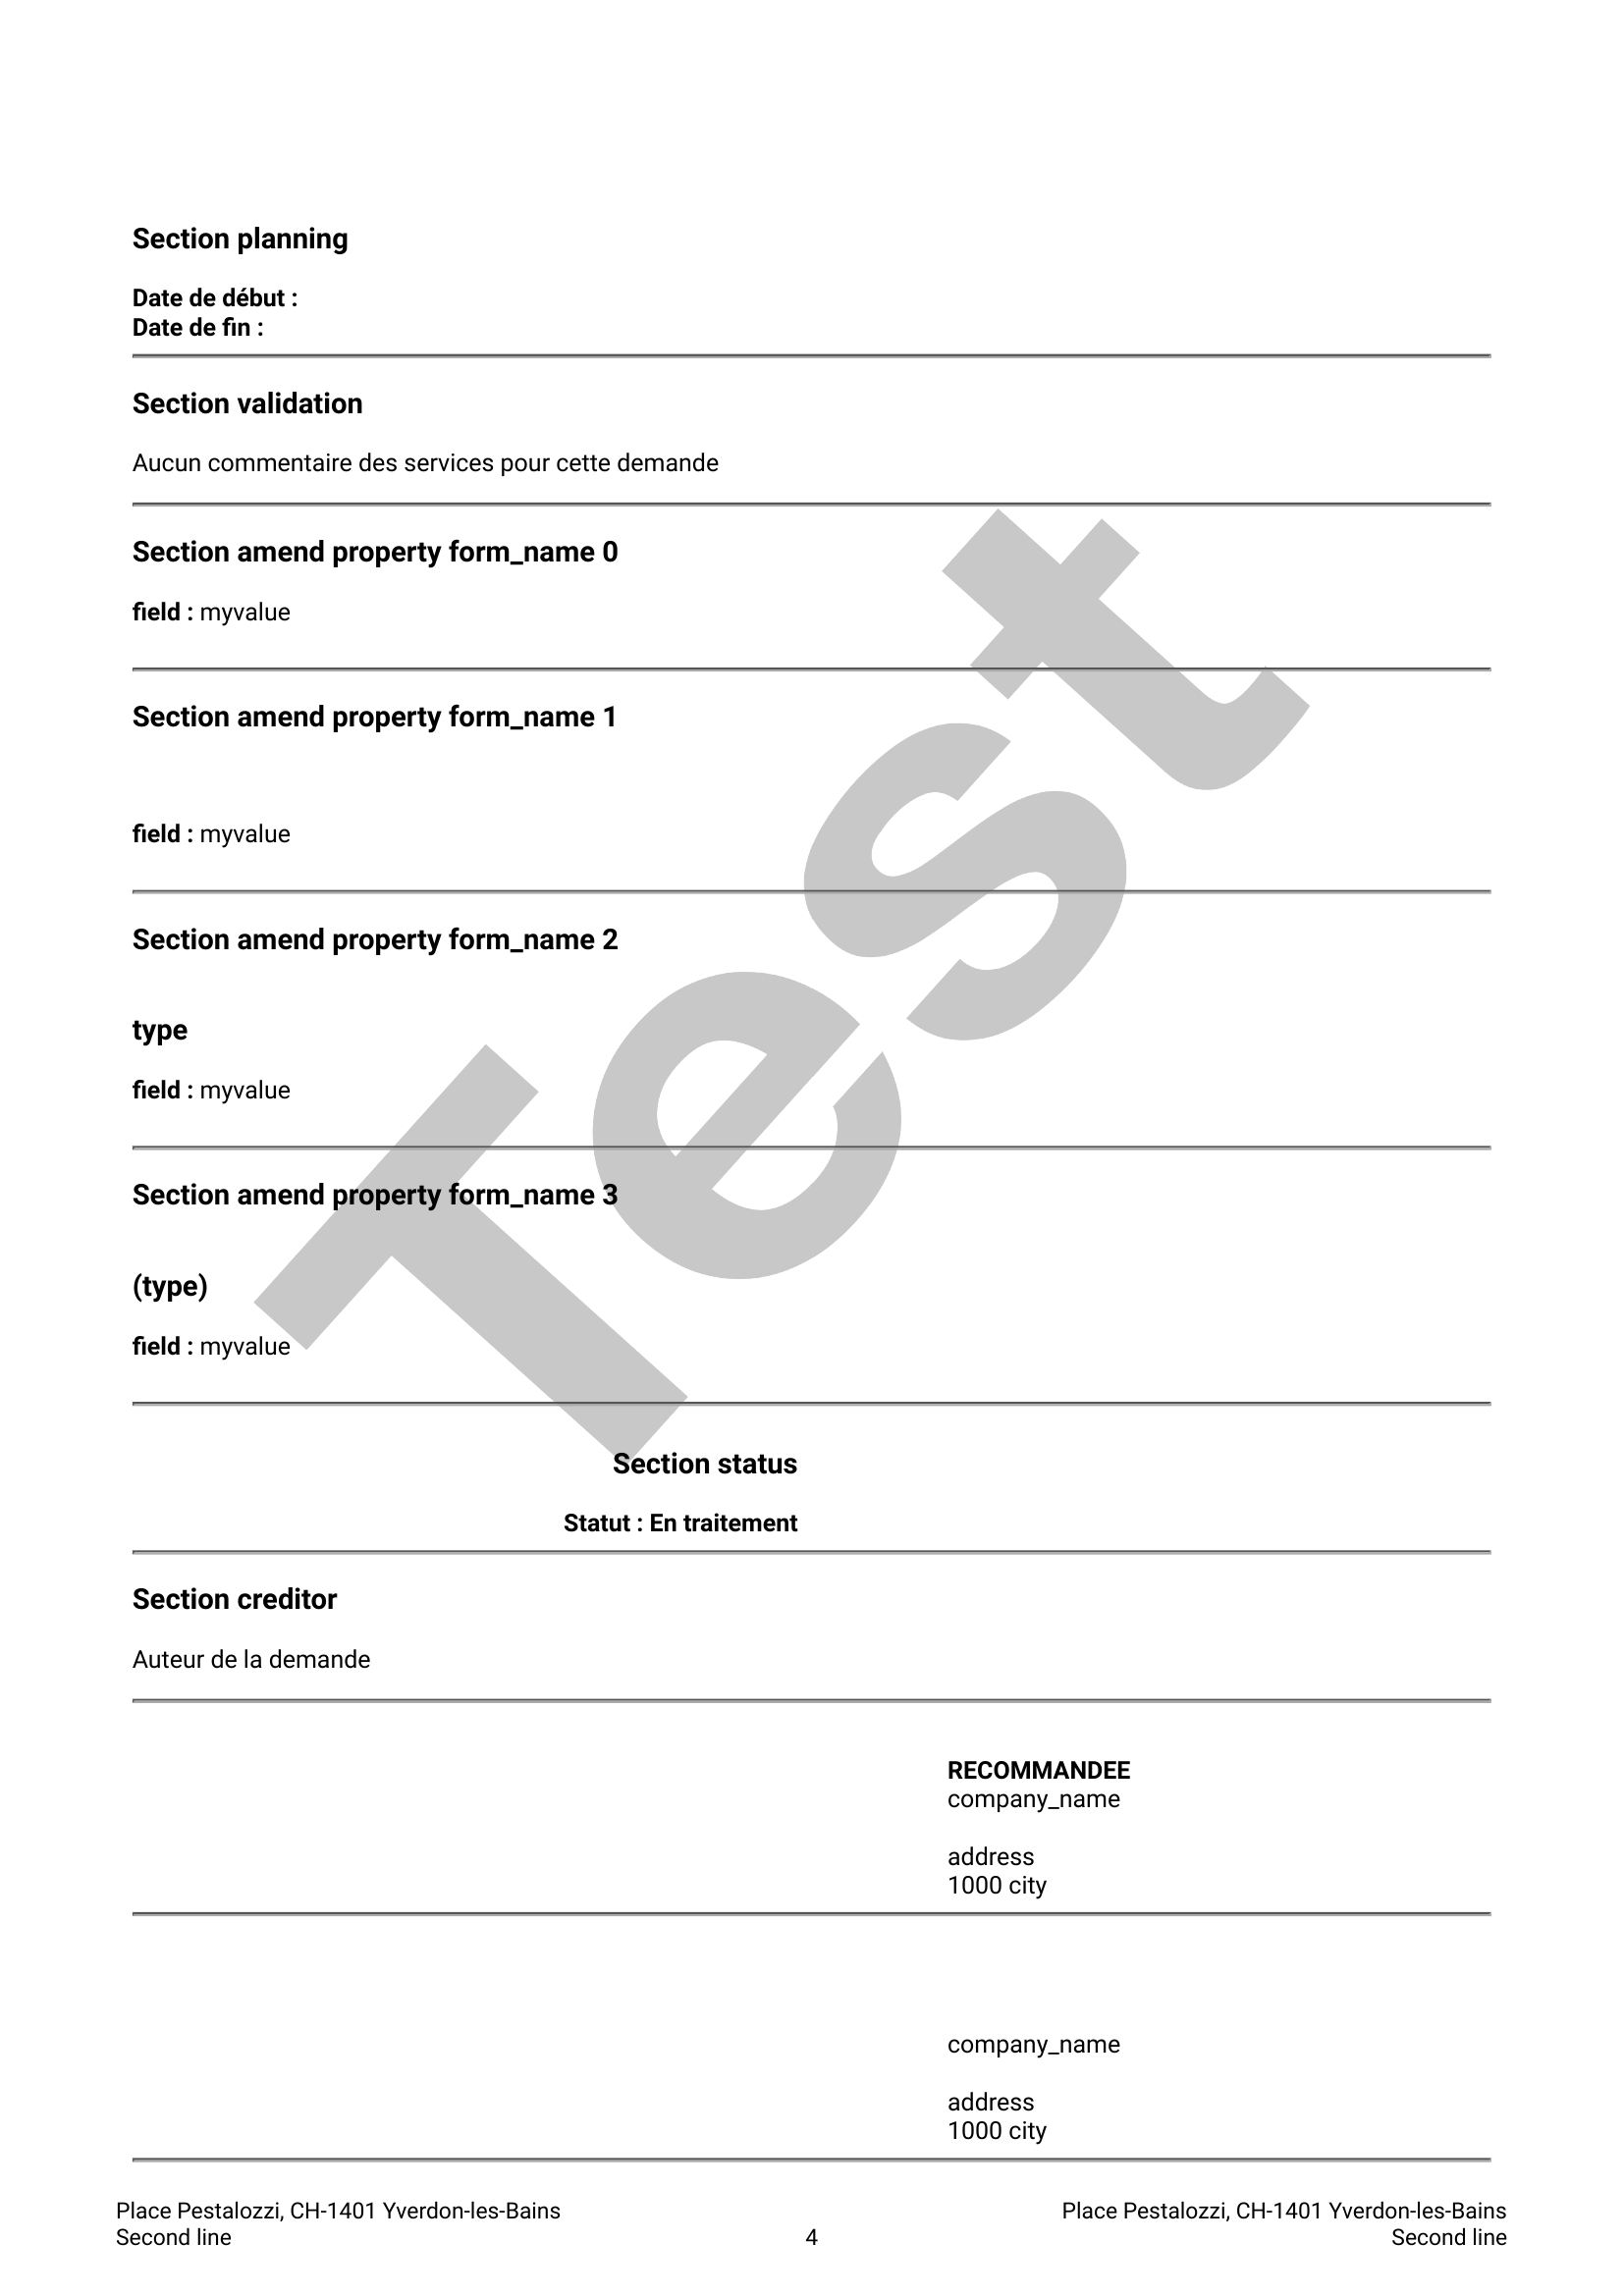 Section planning
Date de début :
Date de fin :
Section validation
Aucun commentaire des services pour cette demande
Section amend property form_name 0
field : myvalue
Section amend property form_name 1
field : myvalue
Section amend property form_name 2
type
field : myvalue
Section amend property form_name 3
(type)
field : myvalue
Test
Section status
Statut : En traitement
Section creditor
Auteur de la demande
RECOMMANDEE
company_name
address
1000 city
company_name
address
1000 city
Place Pestalozzi, CH-1401 Yverdon-les-Bains
Second line
4
Place Pestalozzi, CH-1401 Yverdon-les-Bains
Second line